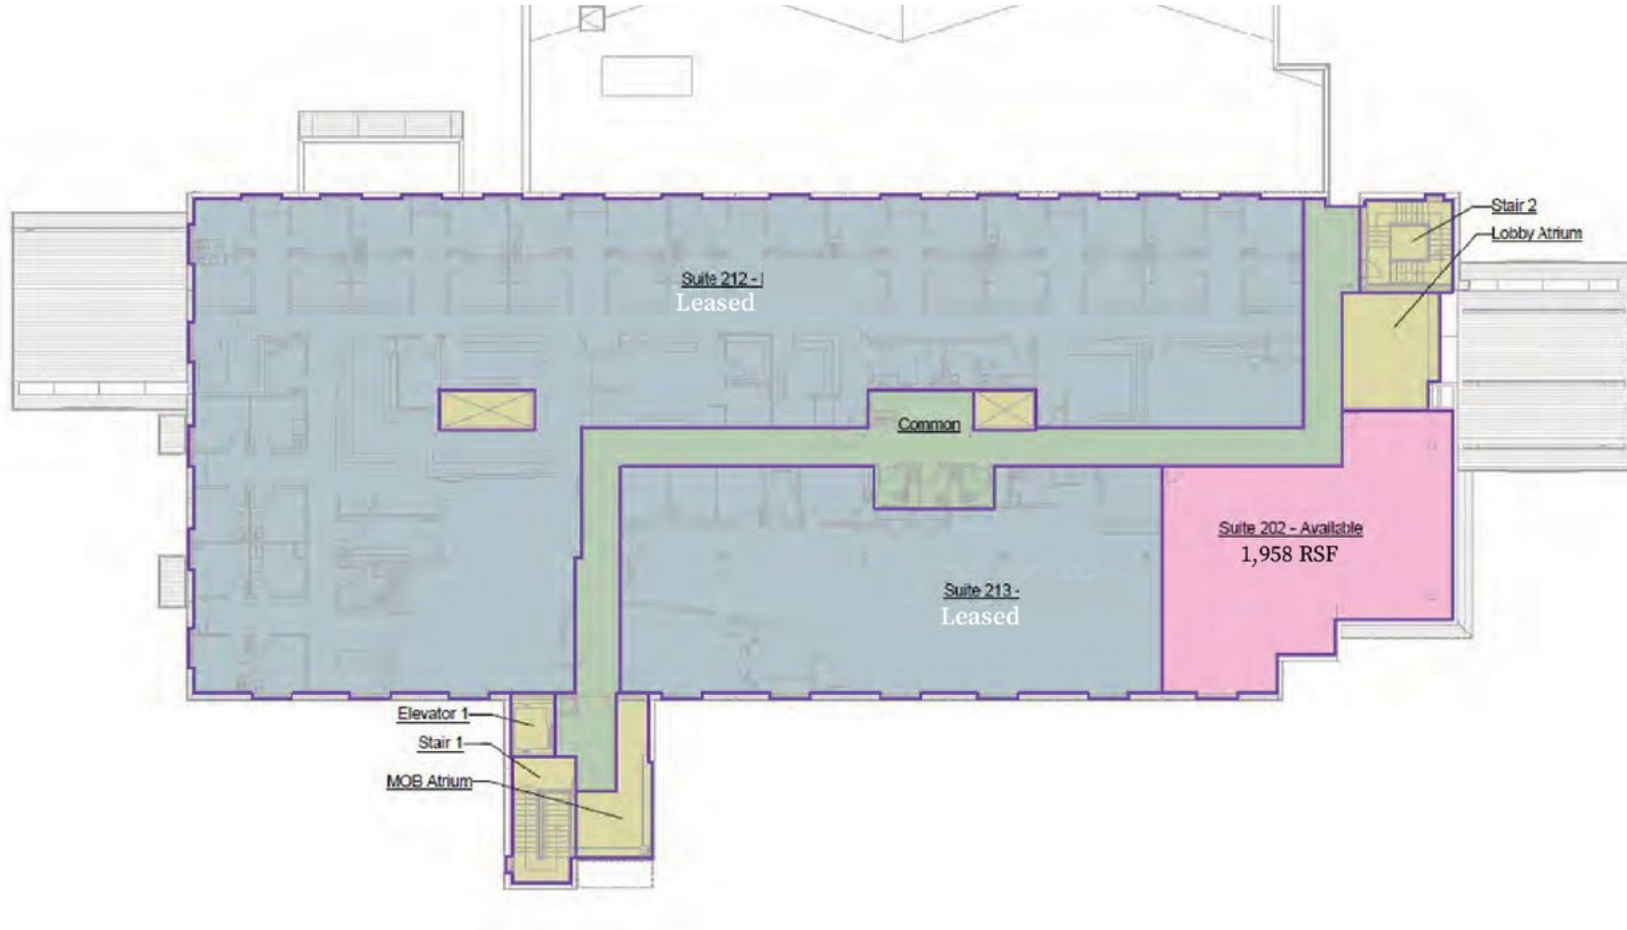 Stair 2
Lobby Atrium
Suite 212 -
Leased
Common
Suite 202 - Available
1,958 RSF
Suite 213 -
Leased
Elevator 1
Stair 1
MOB Atrium